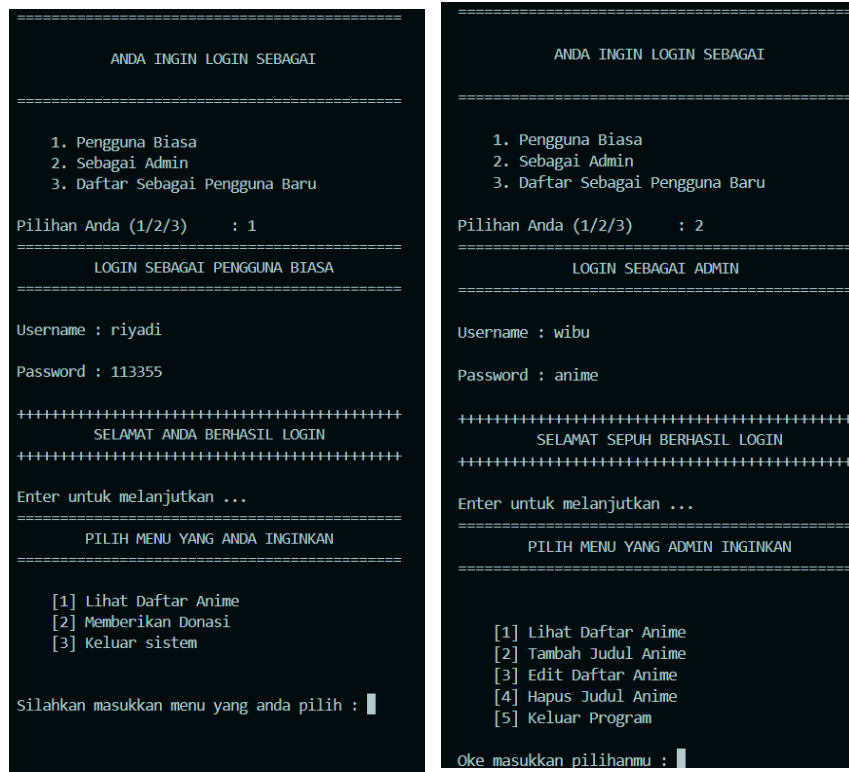 ============================================
ANDA INGIN LOGIN SEBAGAI
============================================
1. Pengguna Biasa
2. Sebagai Admin
3. Daftar Sebagai Pengguna Baru
Pilihan Anda (1/2/3) : 1
============================================
LOGIN SEBAGAI PENGGUNA BIASA
============================================
Username : riyadi
Password : 113355
++++++++++++++++++++++++++++++++++++++++++++
SELAMAT ANDA BERHASIL LOGIN
++++++++++++++++++++++++++++++++++++++++++++
Enter untuk melanjutkan ...
============================================
PILIH MENU YANG ANDA INGINKAN
============================================
[1] Lihat Daftar Anime
[2] Memberikan Donasi
[3] Keluar sistem
Silahkan masukkan menu yang anda pilih :
============================================
ANDA INGIN LOGIN SEBAGAI
============================================
1. Pengguna Biasa
2. Sebagai Admin
3. Daftar Sebagai Pengguna Baru
Pilihan Anda (1/2/3) : 2
============================================
LOGIN SEBAGAI ADMIN
============================================
Username : wibu
Password : anime
++++++++++++++++++++++++++++++++++++++++++++
SELAMAT SEPUH BERHASIL LOGIN
++++++++++++++++++++++++++++++++++++++++++++
Enter untuk melanjutkan ...
============================================
PILIH MENU YANG ADMIN INGINKAN
============================================
[1] Lihat Daftar Anime
[2] Tambah Judul Anime
[3] Edit Daftar Anime
[4] Hapus Judul Anime
[5] Keluar Program
Oke masukkan pilihanmu :